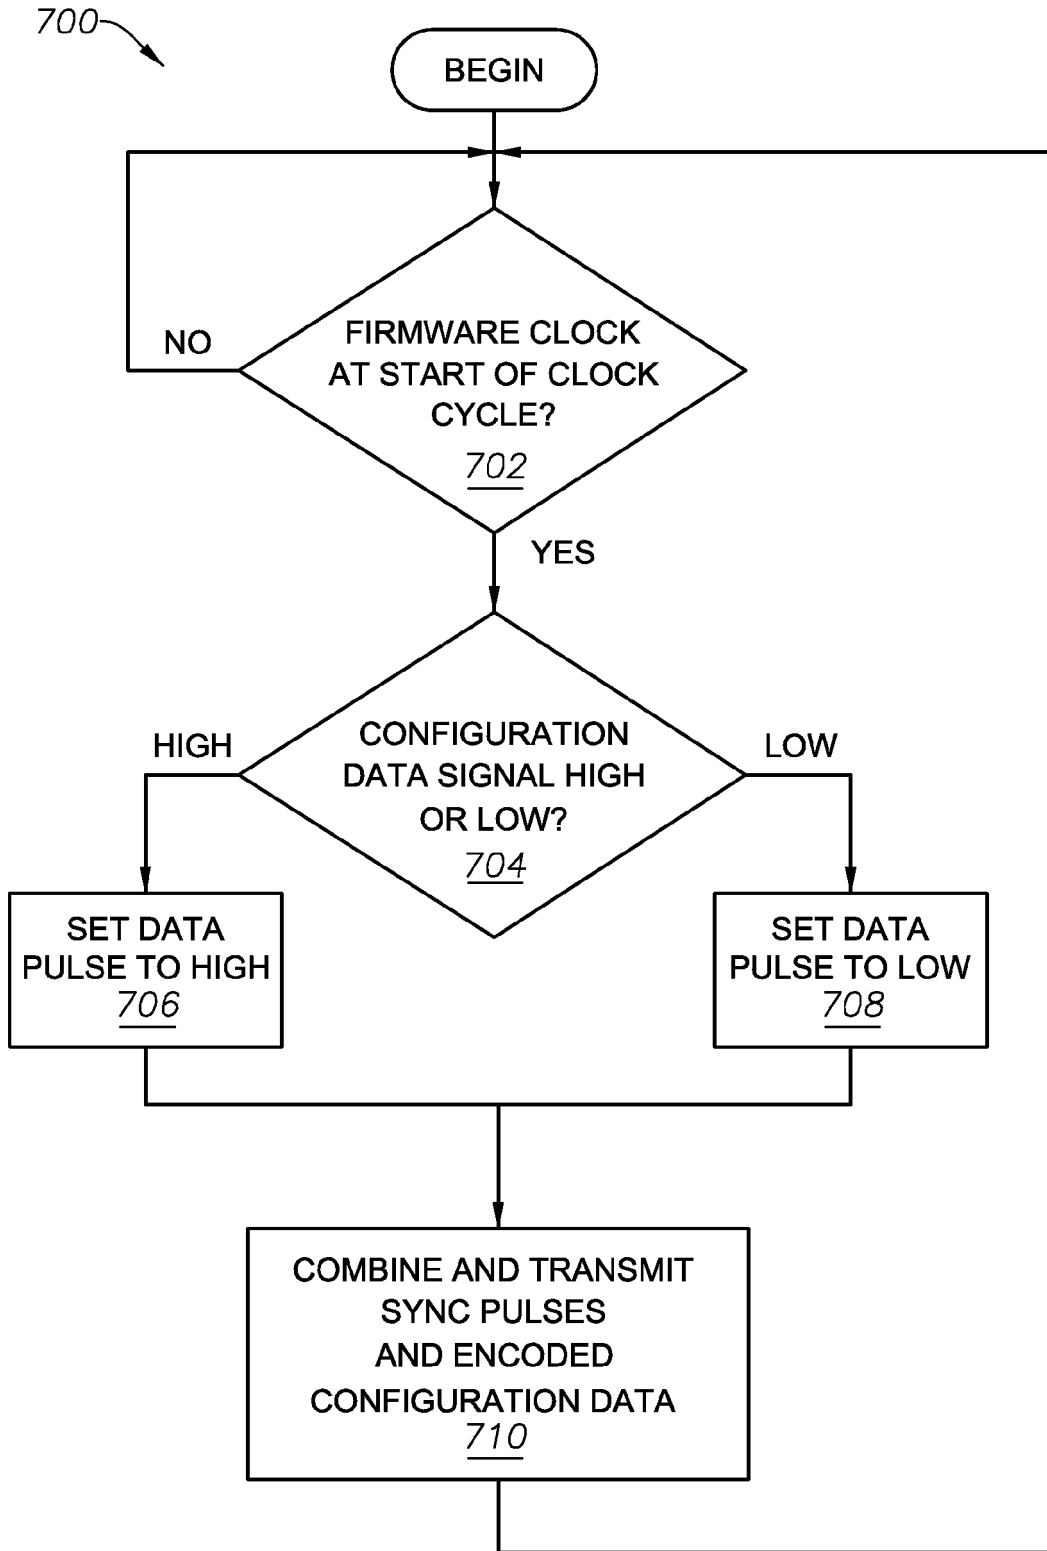 700
BEGIN
FIRMWARE CLOCK
AT START OF CLOCK
CYCLE?
702
NO
YES
CONFIGURATION
DATA SIGNAL HIGH
OR LOW?
704
HIGH
LOW
SET DATA
PULSE TO HIGH
706
SET DATA
PULSE TO LOW
708
COMBINE AND TRANSMIT
SYNC PULSES
AND ENCODED
CONFIGURATION DATA
710